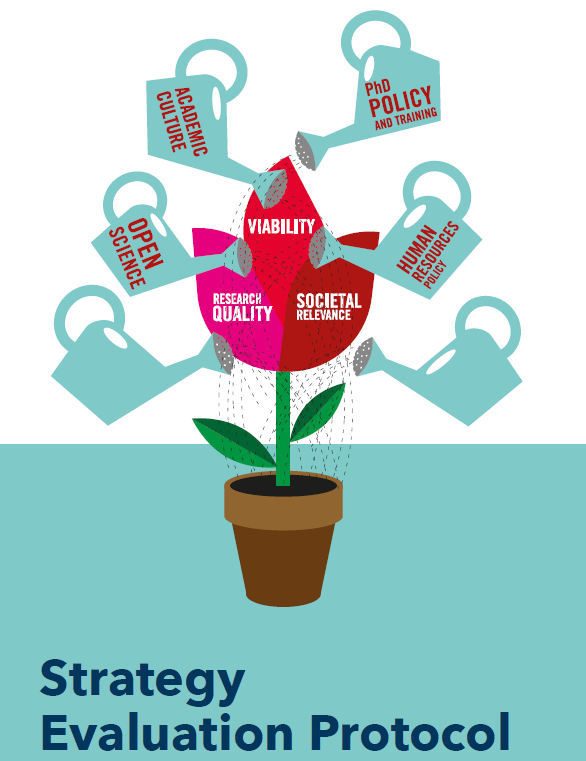 ACADEMIC
CULTURE
PhD
POLICY
AND TRAINING
OPEN
SCIENCE
HUMAN
RESOURCES
POLICY
VIABILITY
RESEARCH
QUALITY
SOCIETAL
RELEVANCE
Strategy
Evaluation Protocol